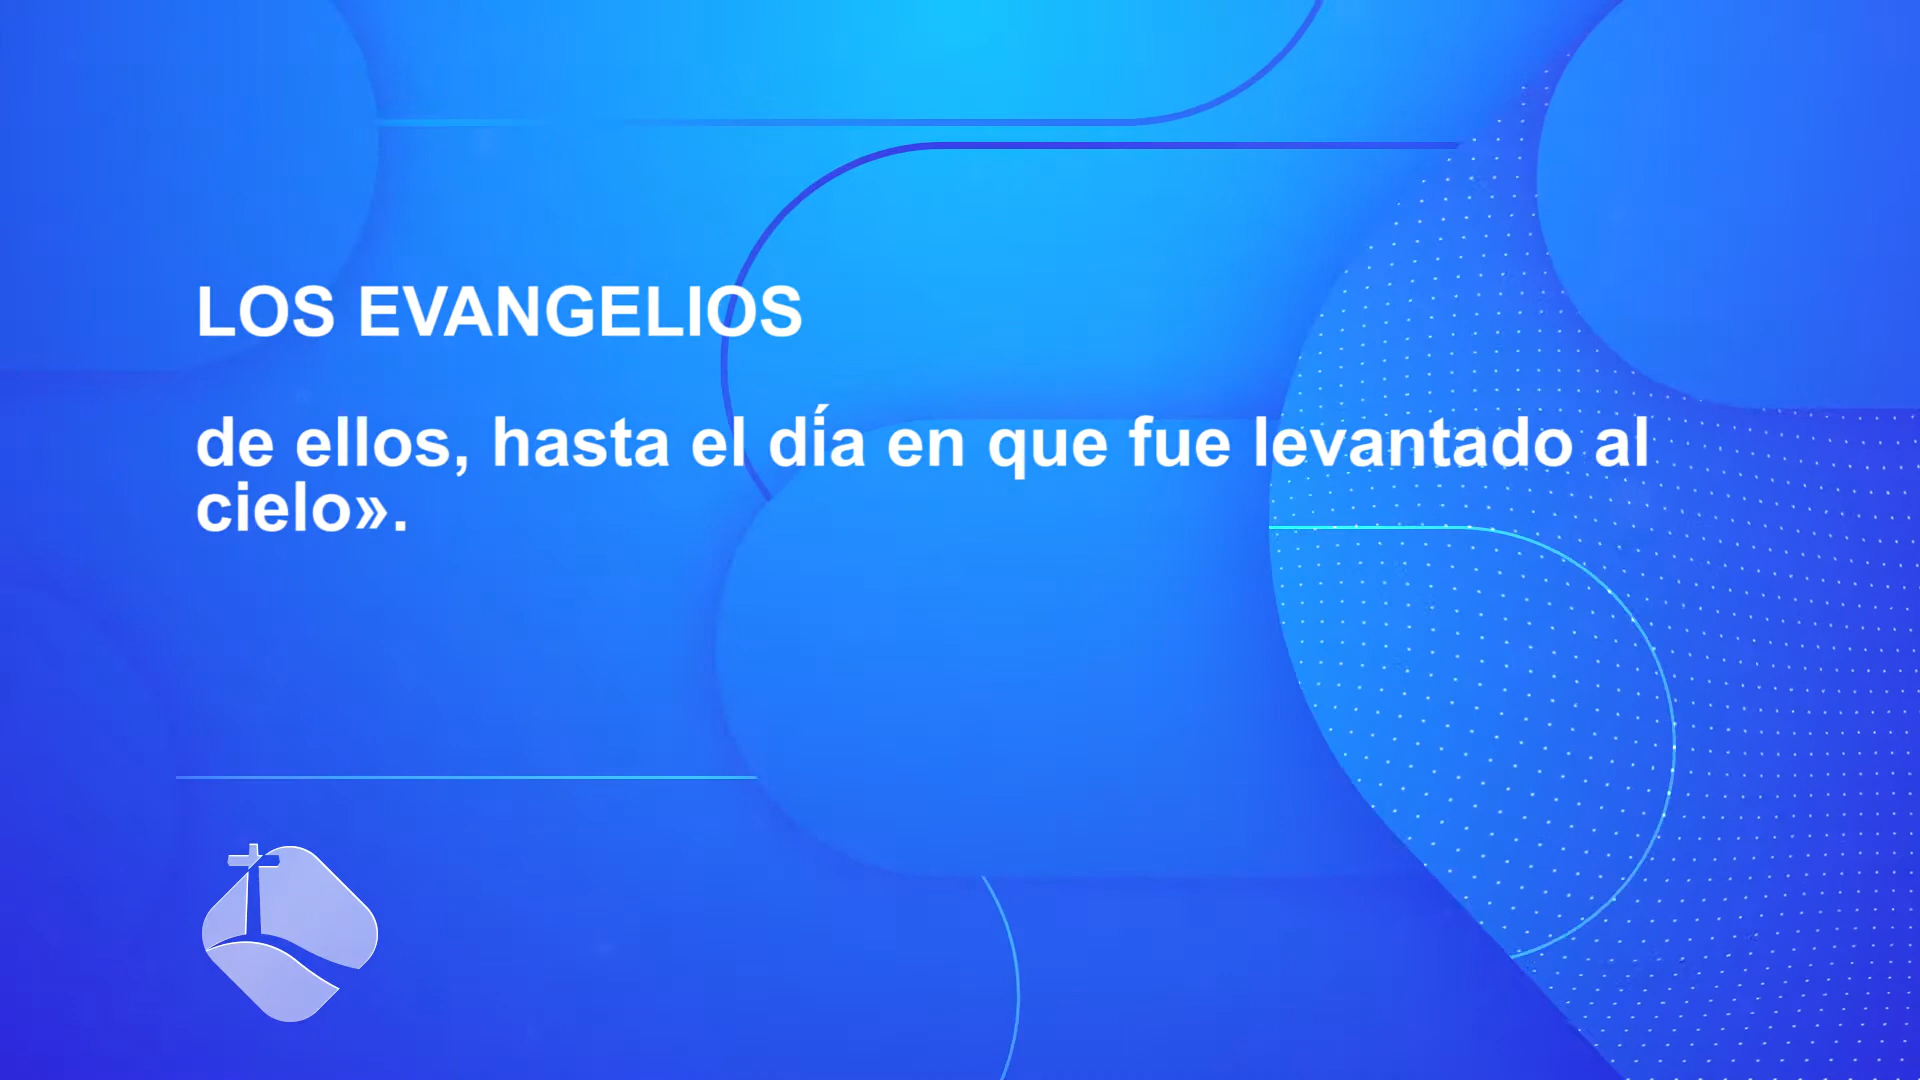 LOS EVANGELIOS
de ellos, hasta el día en que fue levantado al
cielo».